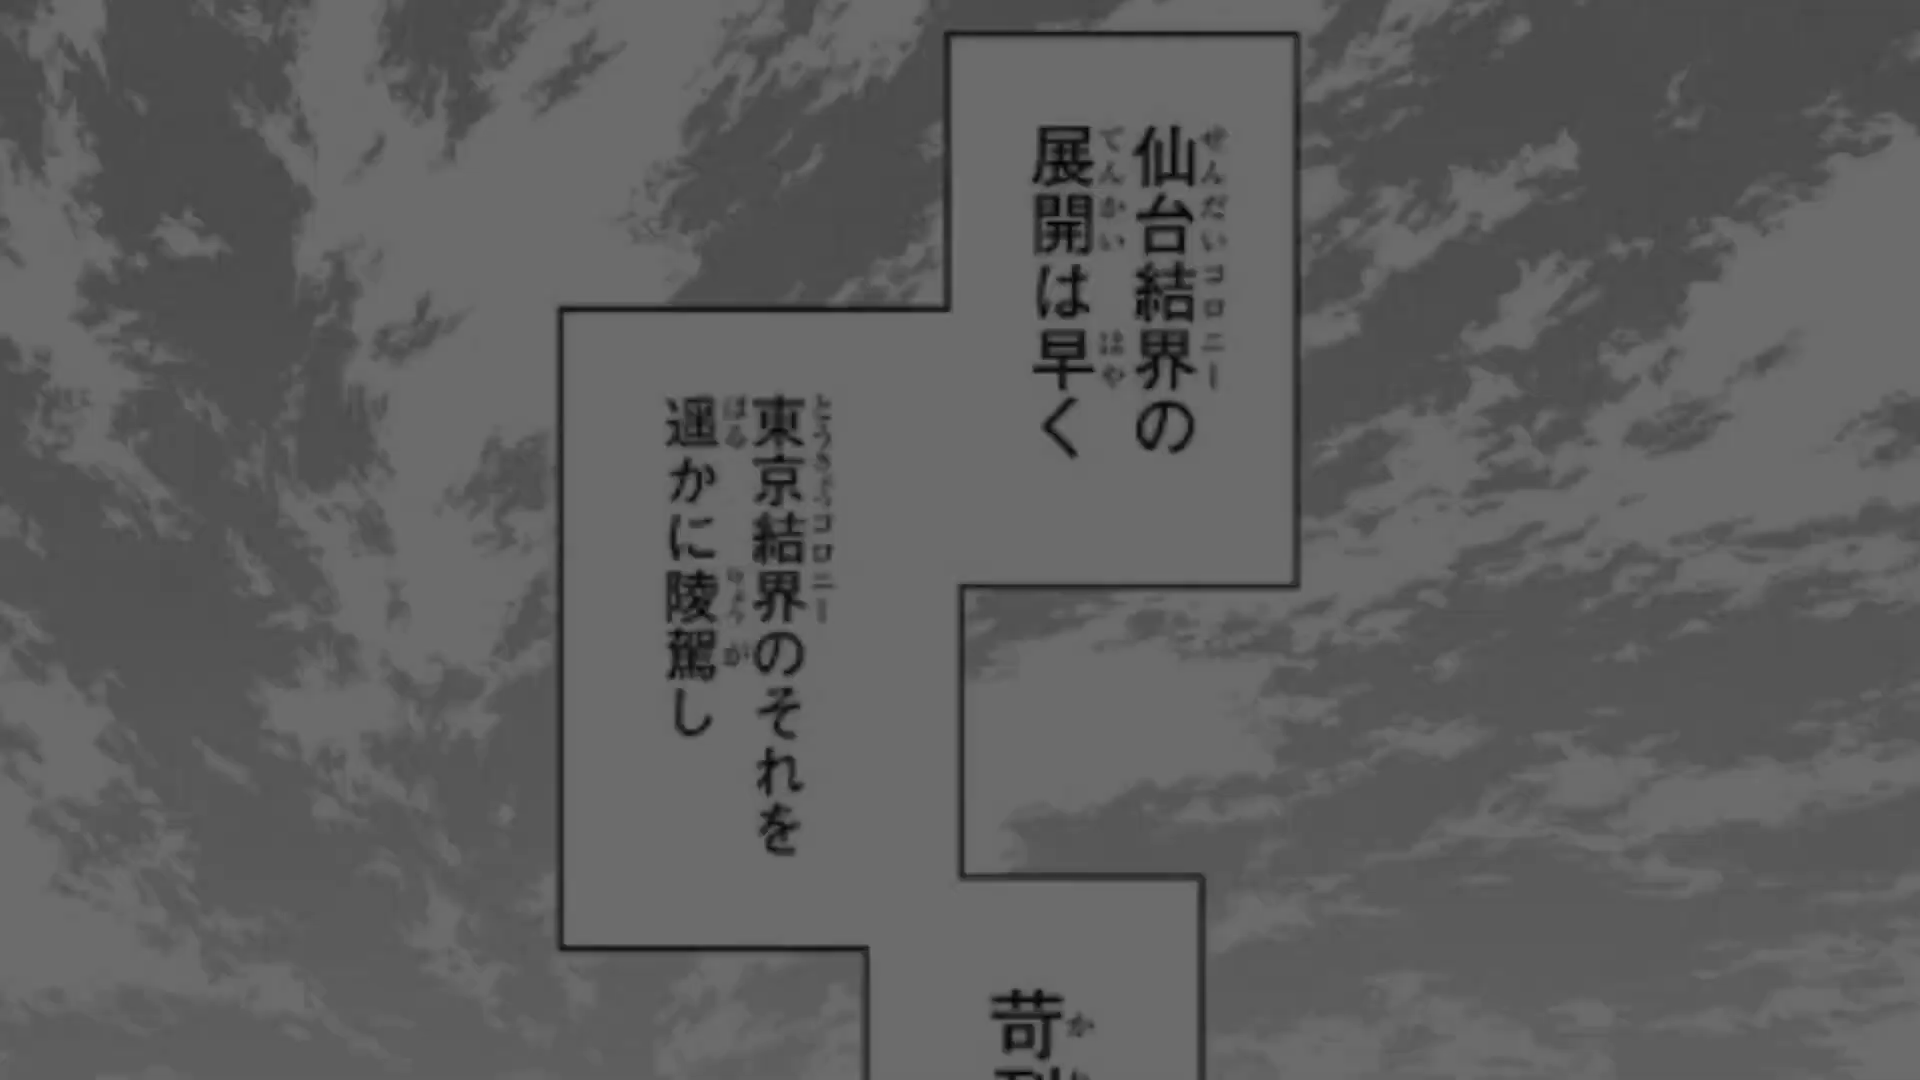 仙台結界の
展開は早く
東京結界のそれを
遥かに陵駕し
苛